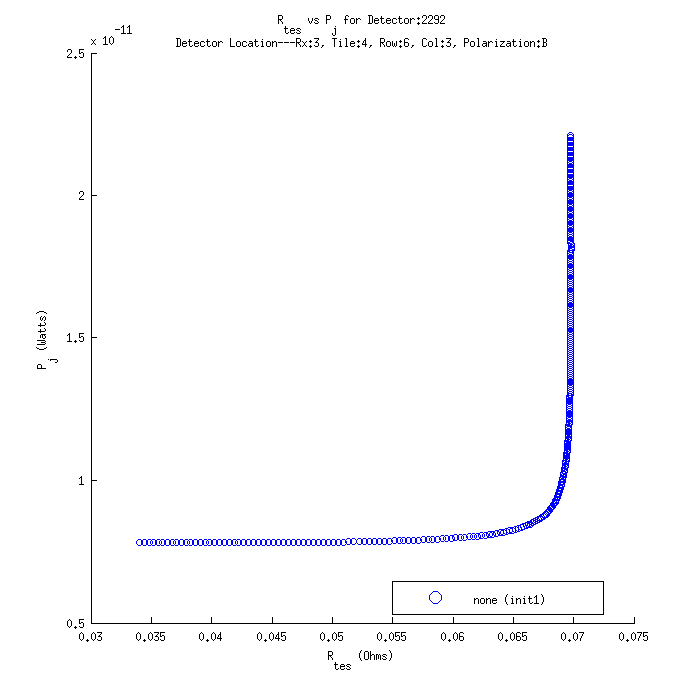 R_tes vs P_j for Detector:2292
Detector Location---Rx:3, Tile:4, Row:6, Col:3, Polarization:B
x 10^-11
2.5
2
1.5
1
0.5
P_j (Watts)
0.03 0.035 0.04 0.045 0.05 0.055 0.06 0.065 0.07 0.075
R_tes (Ohms)
none (init1)